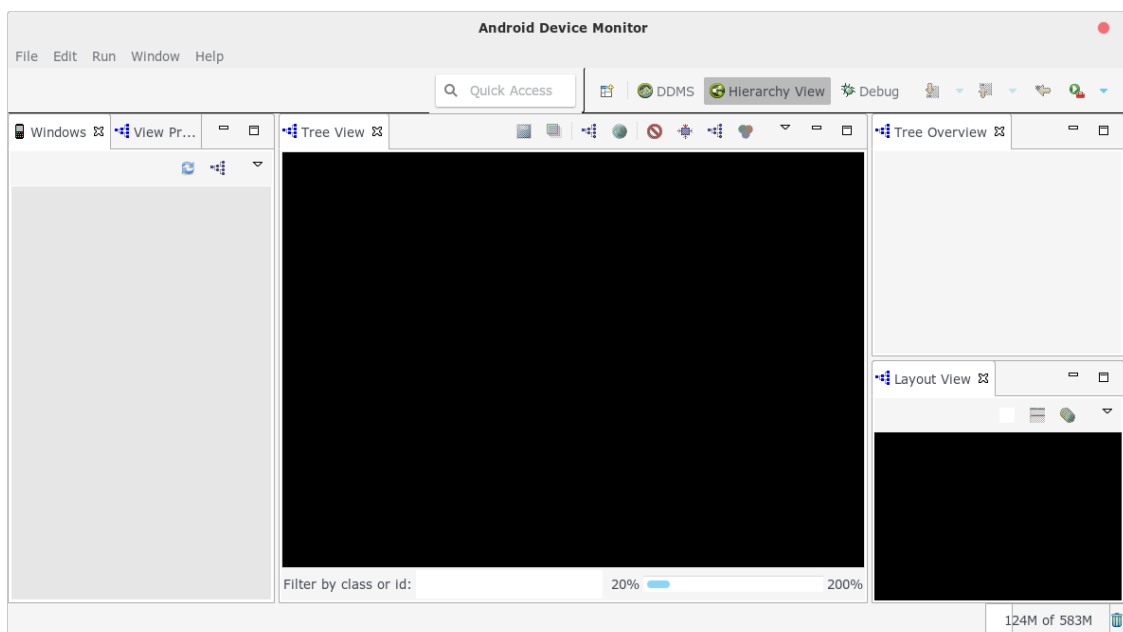 Android Device Monitor
File Edit Run Window Help
Quick Access DDMS Hierarchy View Debug
Windows View Pr... Tree View Tree Overview
Layout View
Filter by class or id: 20% 200%
124M of 583M